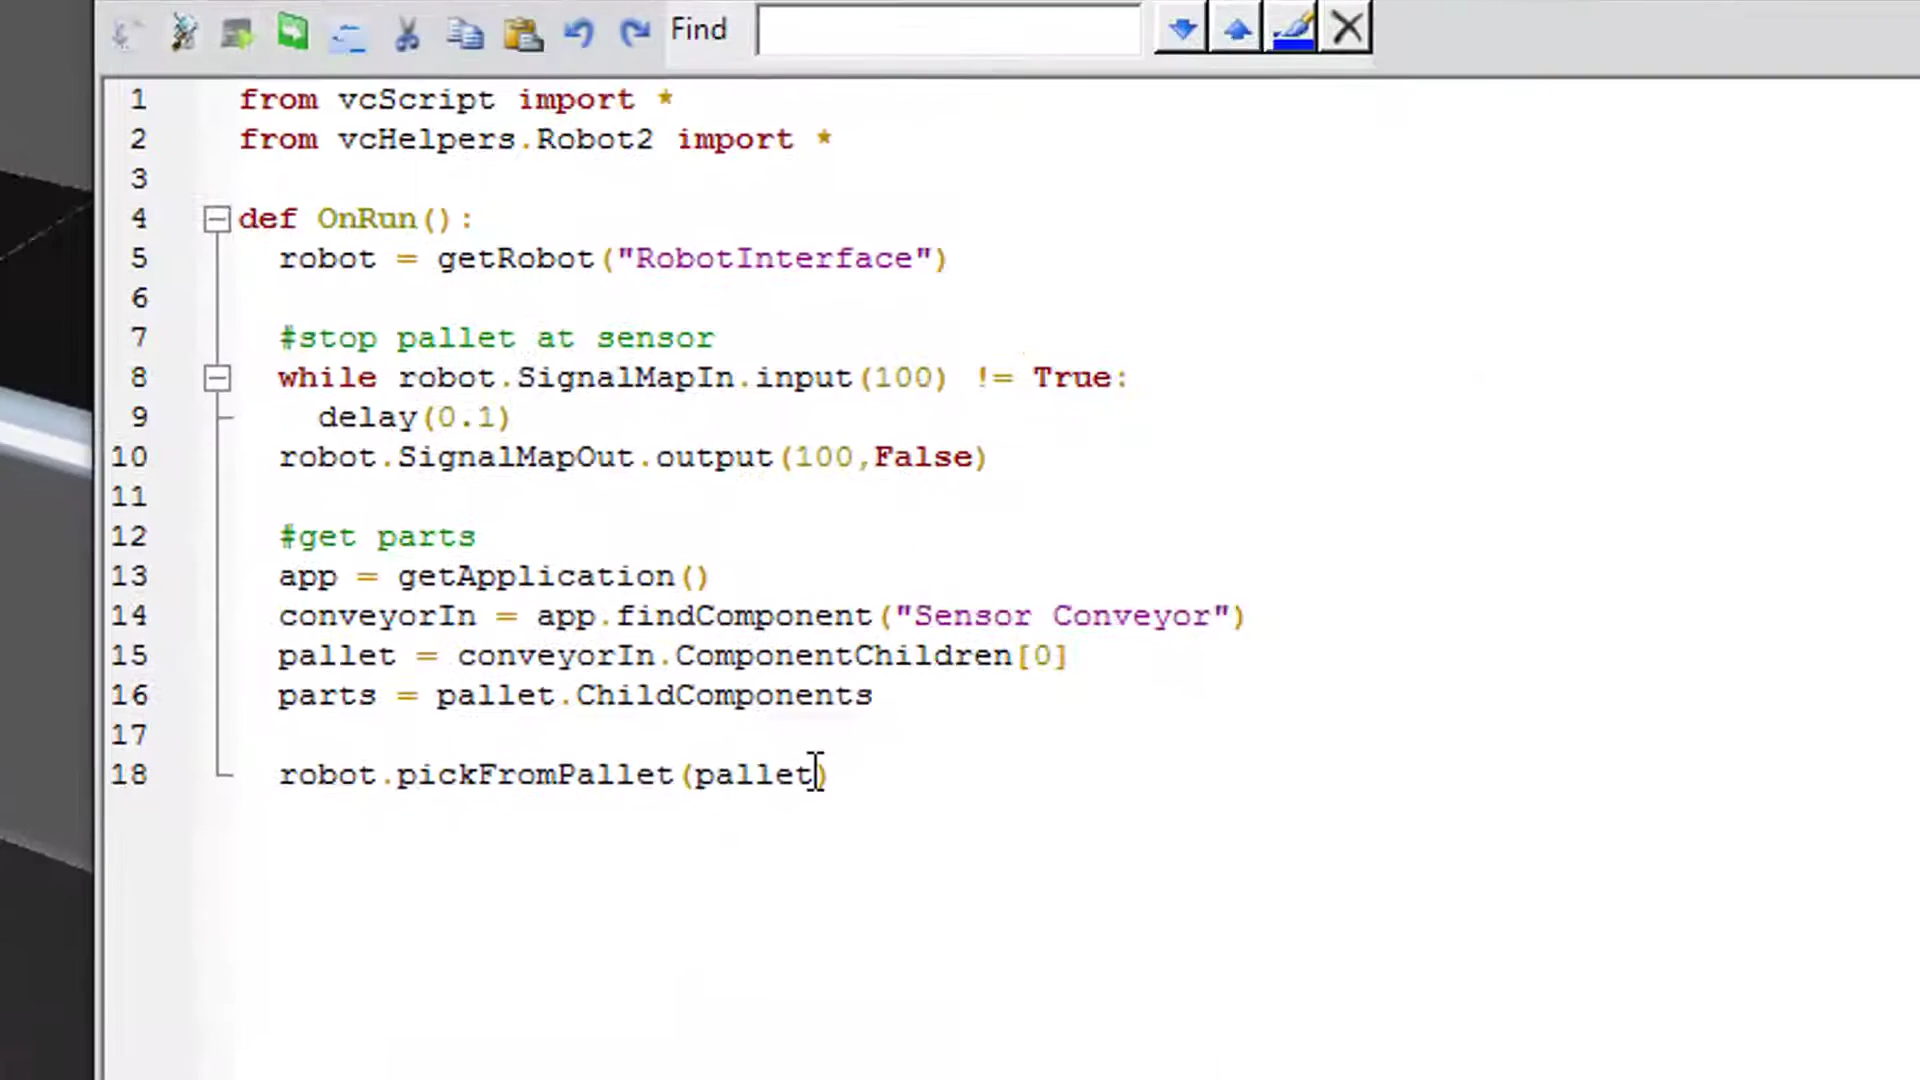 Find
1 from vcScript import *
2 from vcHelpers.Robot2 import *
3
4 def OnRun():
5 robot = getRobot("RobotInterface")
6
7 #stop pallet at sensor
8 while robot.SignalMapIn.input(100) != True:
9 delay(0.1)
10 robot.SignalMapOut.output(100,False)
11
12 #get parts
13 app = getApplication()
14 conveyorIn = app.findComponent("Sensor Conveyor")
15 pallet = conveyorIn.ComponentChildren[0]
16 parts = pallet.ChildComponents
17
18 robot.pickFromPallet(pallet)